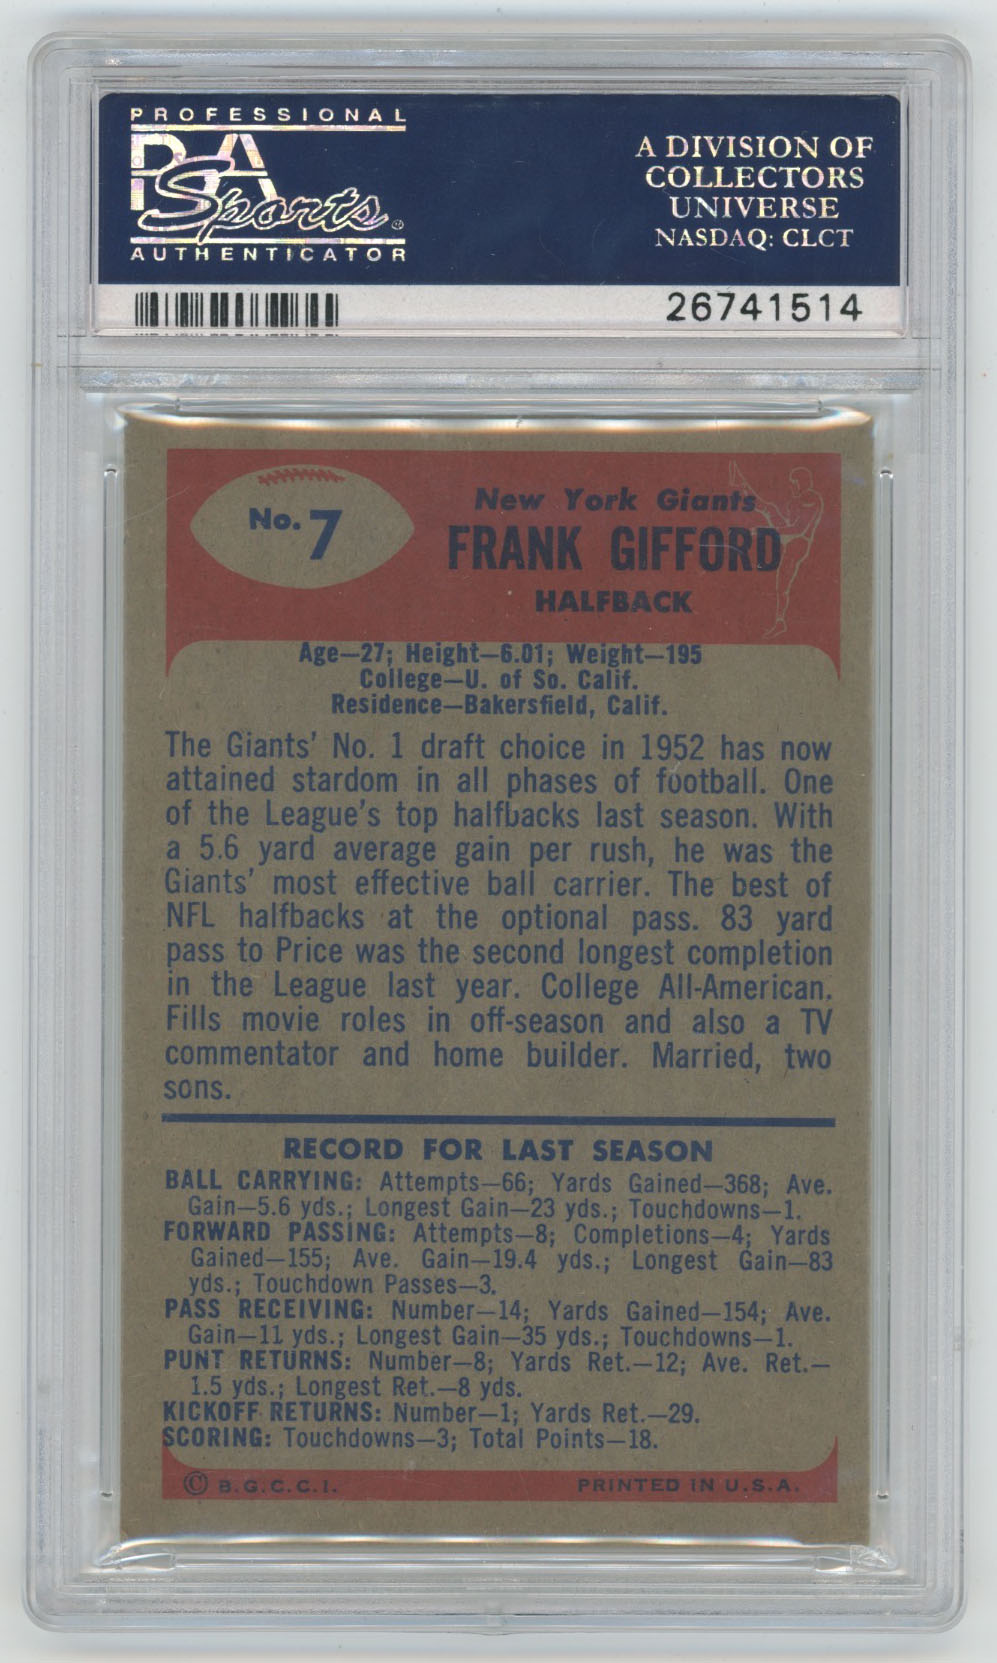 PROFESSIONAL
PSA
Sports®
AUTHENTICATOR
A DIVISION OF
COLLECTORS
UNIVERSE
NASDAQ: CLCT
26741514
No. 7
New York Giants
FRANK GIFFORD
HALFBACK
Age—27; Height—6.01; Weight—195
College—U. of So. Calif.
Residence—Bakersfield, Calif.
The Giants' No. 1 draft choice in 1952 has now
attained stardom in all phases of football. One
of the League's top halfbacks last season. With
a 5.6 yard average gain per rush, he was the
Giants' most effective ball carrier. The best of
NFL halfbacks at the optional pass. 83 yard
pass to Price was the second longest completion
in the League last year. College All-American.
Fills movie roles in off-season and also a TV
commentator and home builder. Married, two
sons.
RECORD FOR LAST SEASON
BALL CARRYING: Attempts—66; Yards Gained—368; Ave.
Gain—5.6 yds.; Longest Gain—23 yds.; Touchdowns—1.
FORWARD PASSING: Attempts—8; Completions—4; Yards
Gained—155; Ave. Gain—19.4 yds.; Longest Gain—83
yds.; Touchdown Passes—3.
PASS RECEIVING: Number—14; Yards Gained—154; Ave.
Gain—11 yds.; Longest Gain—35 yds.; Touchdowns—1.
PUNT RETURNS: Number—8; Yards Ret.—12; Ave. Ret.—
1.5 yds.; Longest Ret.—8 yds.
KICKOFF RETURNS: Number—1; Yards Ret.—29.
SCORING: Touchdowns—3; Total Points—18.
© B.G.C.C.I. PRINTED IN U.S.A.